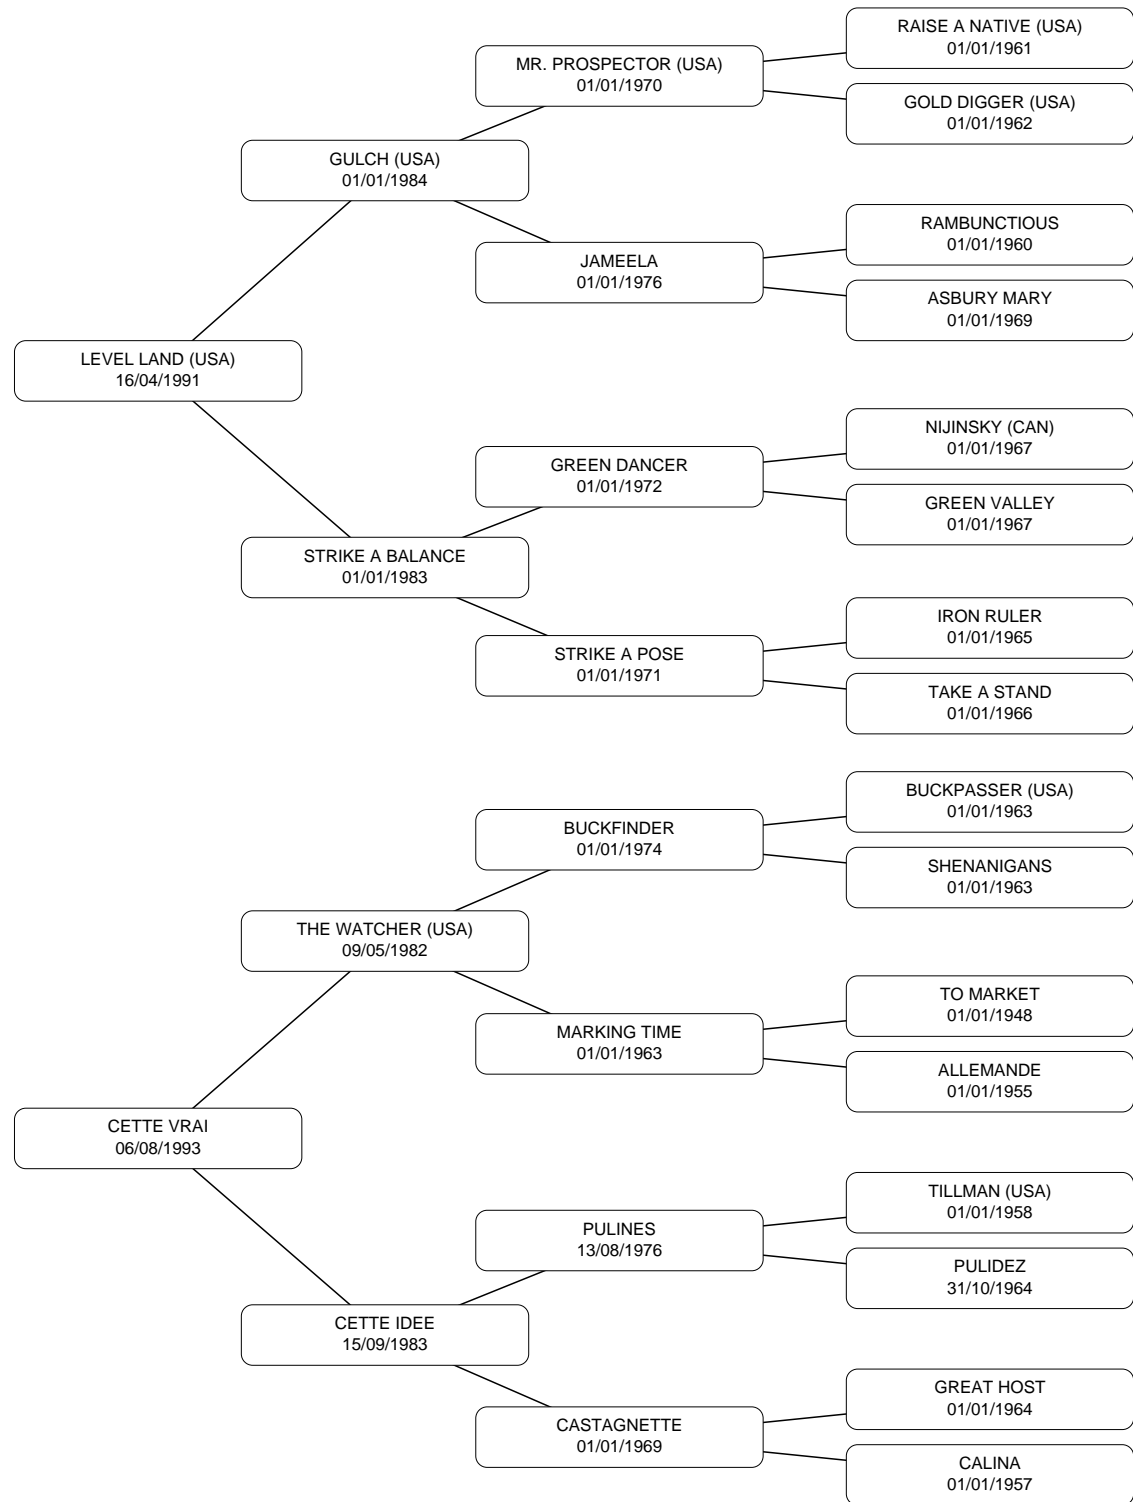 RAISE A NATIVE (USA)
01/01/1961
MR. PROSPECTOR (USA)
01/01/1970
GOLD DIGGER (USA)
01/01/1962
GULCH (USA)
01/01/1984
RAMBUNCTIOUS
01/01/1960
JAMEELA
01/01/1976
ASBURY MARY
01/01/1969
LEVEL LAND (USA)
16/04/1991
NIJINSKY (CAN)
01/01/1967
GREEN DANCER
01/01/1972
GREEN VALLEY
01/01/1967
STRIKE A BALANCE
01/01/1983
IRON RULER
01/01/1965
STRIKE A POSE
01/01/1971
TAKE A STAND
01/01/1966
BUCKPASSER (USA)
01/01/1963
BUCKFINDER
01/01/1974
SHENANIGANS
01/01/1963
THE WATCHER (USA)
09/05/1982
TO MARKET
01/01/1948
MARKING TIME
01/01/1963
ALLEMANDE
01/01/1955
CETTE VRAI
06/08/1993
TILLMAN (USA)
01/01/1958
PULINES
13/08/1976
PULIDEZ
31/10/1964
CETTE IDEE
15/09/1983
GREAT HOST
01/01/1964
CASTAGNETTE
01/01/1969
CALINA
01/01/1957